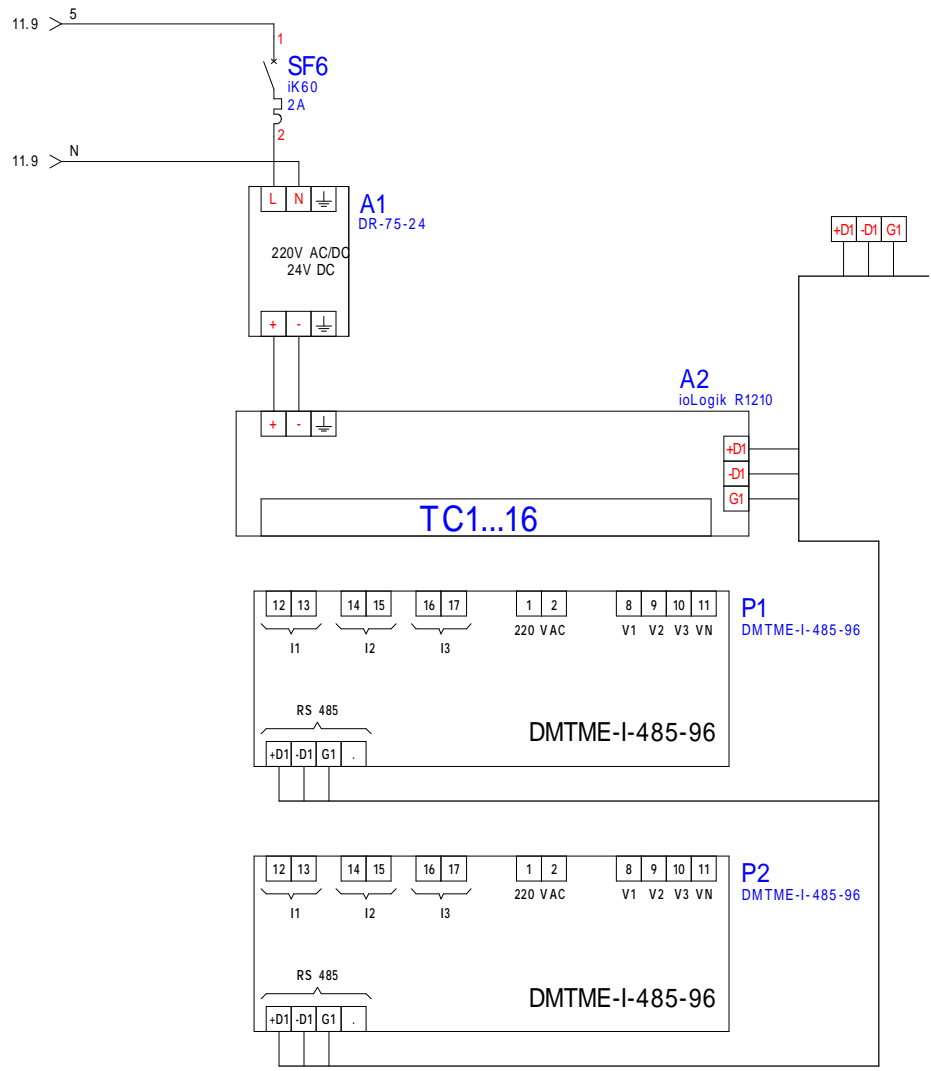 5
11.9
1
SF6
iK60
2A
2
N
11.9
L N
A1
DR-75-24
220V AC/DC
24V DC
+ -
+D1 -D1 G1
A2
ioLogik R1210
+ -
+D1
-D1
G1
TC1...16
12 13 14 15 16 17 1 2 8 9 10 11
P1
DMTME-I-485-96
220 VAC V1 V2 V3 VN
I1 I2 I3
RS 485
DMTME-I-485-96
+D1 -D1 G1 .
12 13 14 15 16 17 1 2 8 9 10 11
P2
DMTME-I-485-96
220 VAC V1 V2 V3 VN
I1 I2 I3
RS 485
DMTME-I-485-96
+D1 -D1 G1 .